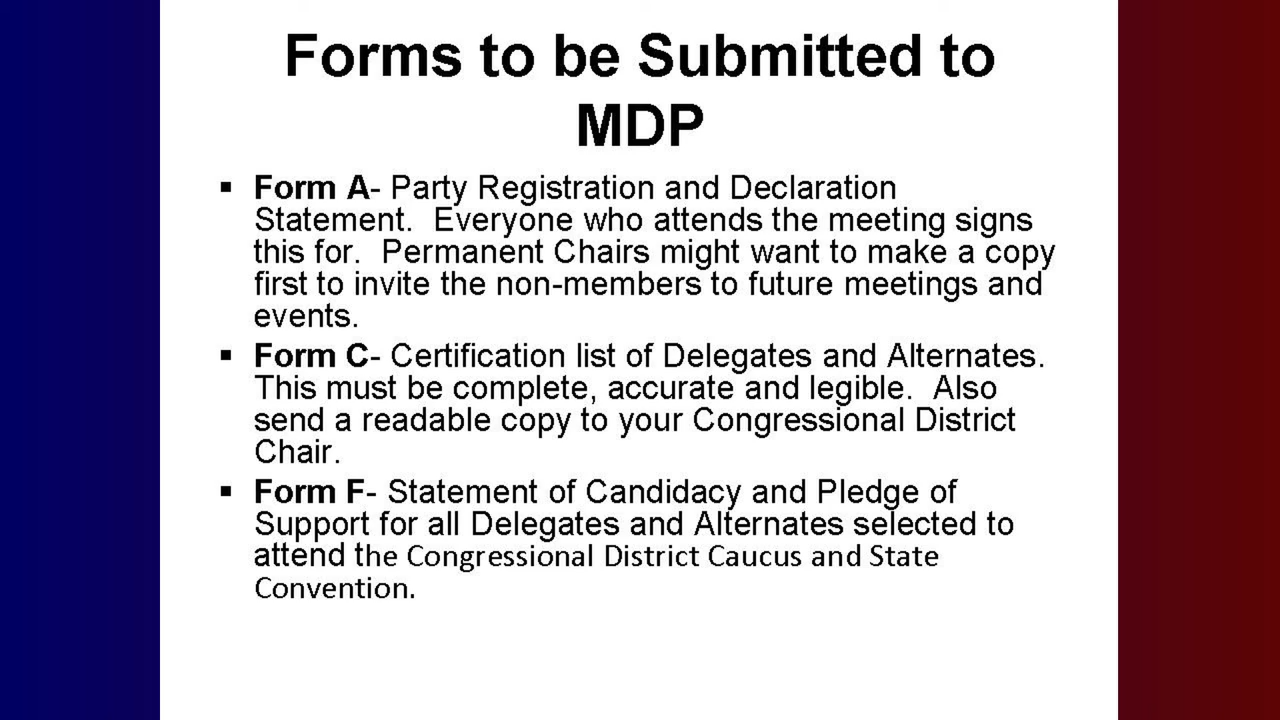 Forms to be Submitted to
MDP
▪ Form A- Party Registration and Declaration
Statement.  Everyone who attends the meeting signs
this for.  Permanent Chairs might want to make a copy
first to invite the non-members to future meetings and
events.
▪ Form C- Certification list of Delegates and Alternates.
This must be complete, accurate and legible.  Also
send a readable copy to your Congressional District
Chair.
▪ Form F- Statement of Candidacy and Pledge of
Support for all Delegates and Alternates selected to
attend the Congressional District Caucus and State
Convention.